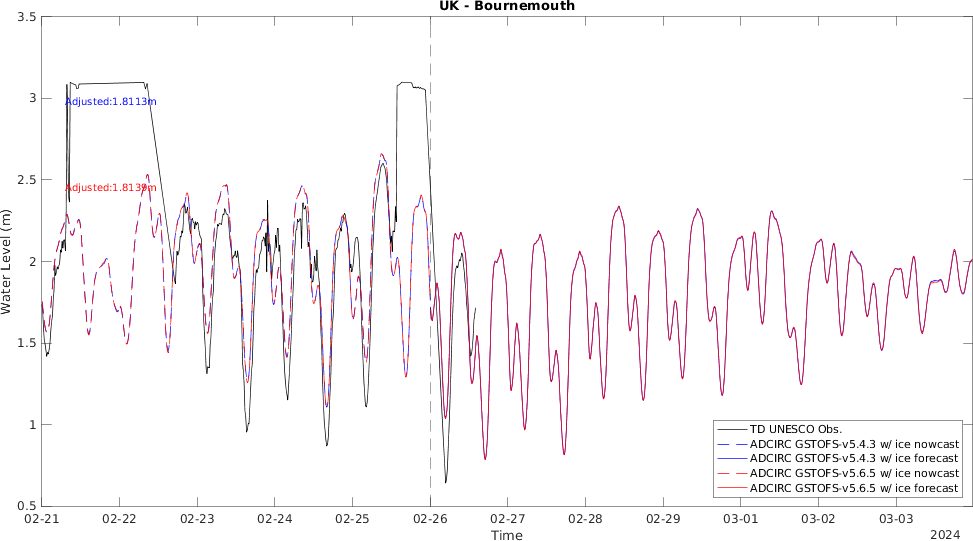 UK - Bournemouth
3.5
3
2.5
2
1.5
1
0.5
Water Level (m)
Adjusted:1.8113m
Adjusted:1.8139m
TD UNESCO Obs.
ADCIRC GSTOFS-v5.4.3 w/ ice nowcast
ADCIRC GSTOFS-v5.4.3 w/ ice forecast
ADCIRC GSTOFS-v5.6.5 w/ ice nowcast
ADCIRC GSTOFS-v5.6.5 w/ ice forecast
02-21 02-22 02-23 02-24 02-25 02-26 02-27 02-28 02-29 03-01 03-02 03-03
Time
2024